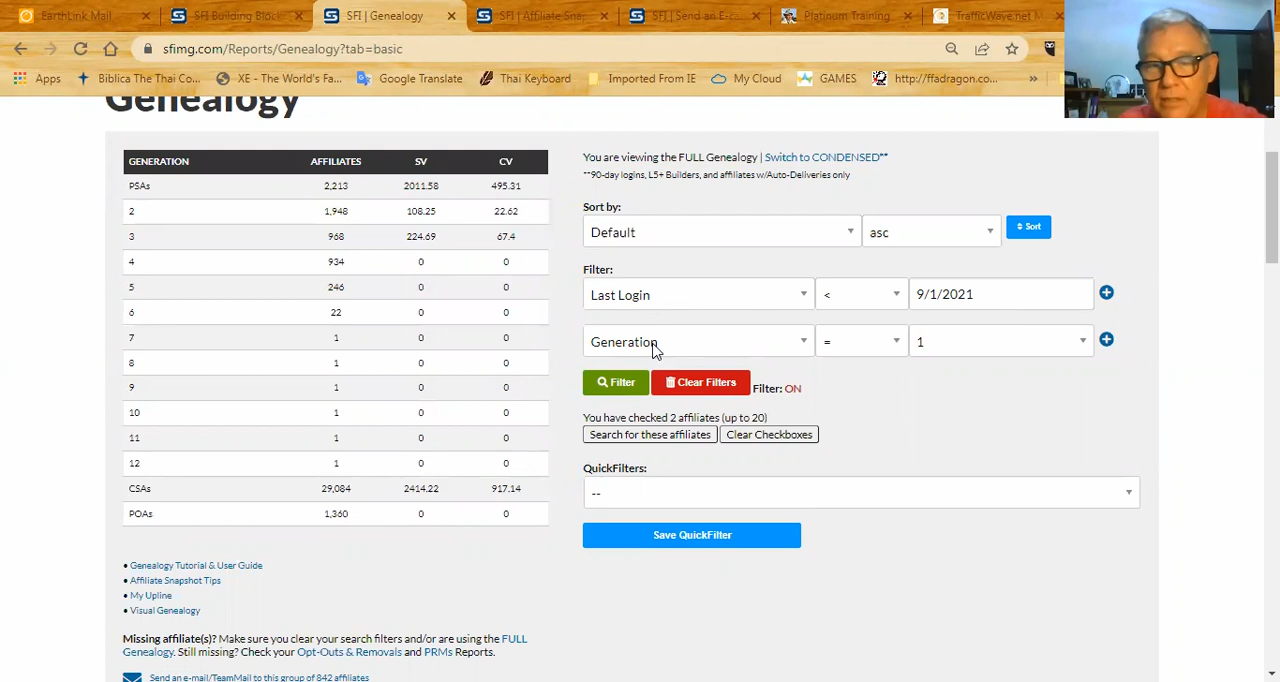 EarthLink Mail
SFI Building Block
SFI | Genealogy
SFI | Affiliate Snap
SFI | Send an E-ca
Platinum Training
TrafficWave.net M
sfimg.com/Reports/Genealogy?tab=basic
Apps
Biblica The Thai Co...
XE - The World's Fa...
Google Translate
Thai Keyboard
Imported From IE
My Cloud
GAMES
http://ffadragon.co...
»
Genealogy
GENERATION AFFILIATES SV CV
PSAs 2,213 2011.58 495.31
2 1,948 108.25 22.62
3 968 224.69 67.4
4 934 0 0
5 246 0 0
6 22 0 0
7 1 0 0
8 1 0 0
9 1 0 0
10 1 0 0
11 1 0 0
12 1 0 0
CSAs 29,084 2414.22 917.14
POAs 1,360 0 0
• Genealogy Tutorial & User Guide
• Affiliate Snapshot Tips
• My Upline
• Visual Genealogy
Missing affiliate(s)? Make sure you clear your search filters and/or are using the FULL
Genealogy. Still missing? Check your Opt-Outs & Removals and PRMs Reports.
Send an e-mail/TeamMail to this group of 842 affiliates
You are viewing the FULL Genealogy | Switch to CONDENSED**
**90-day logins, L5+ Builders, and affiliates w/Auto-Deliveries only
Sort by:
Default asc Sort
Filter:
Last Login < 9/1/2021
Generation = 1
Filter Clear Filters Filter: ON
You have checked 2 affiliates (up to 20)
Search for these affiliates Clear Checkboxes
QuickFilters:
--
Save QuickFilter